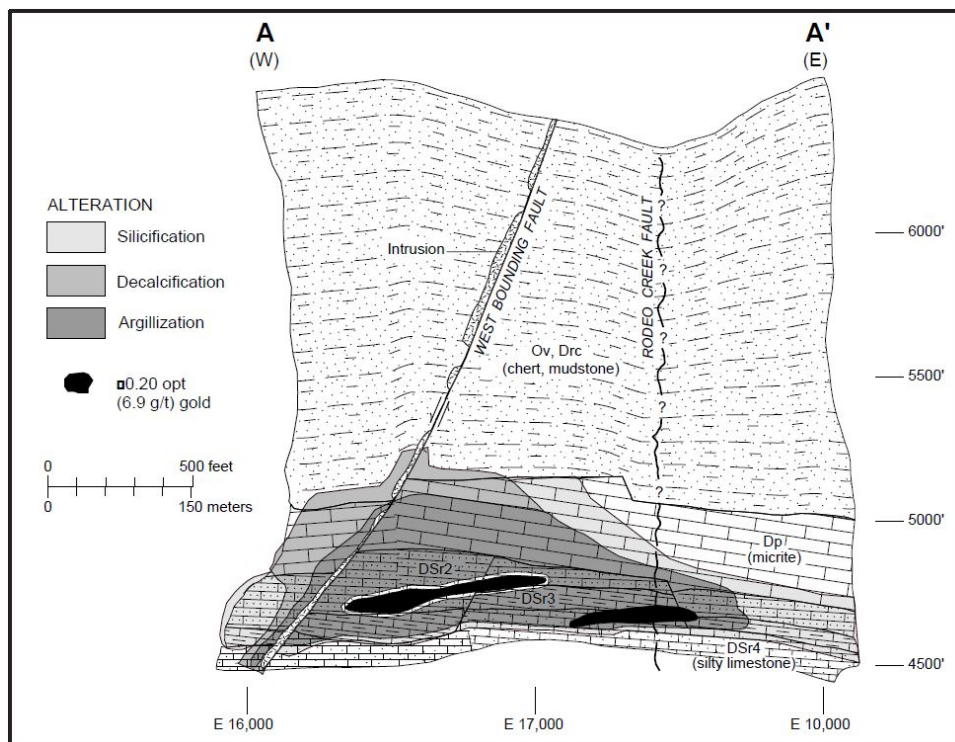 A
(W)
A'
(E)
ALTERATION
Silicification
Decalcification
Argillization
0.20 opt
(6.9 g/t) gold
0 500 feet
0 150 meters
Intrusion
WEST BOUNDING FAULT
RODEO CREEK FAULT
?
?
?
?
?
?
Ov, Drc
(chert, mudstone)
Dp
(micrite)
DSr2
DSr3
DSr4
(silty limestone)
6000'
5500'
5000'
4500'
E 16,000
E 17,000
E 10,000